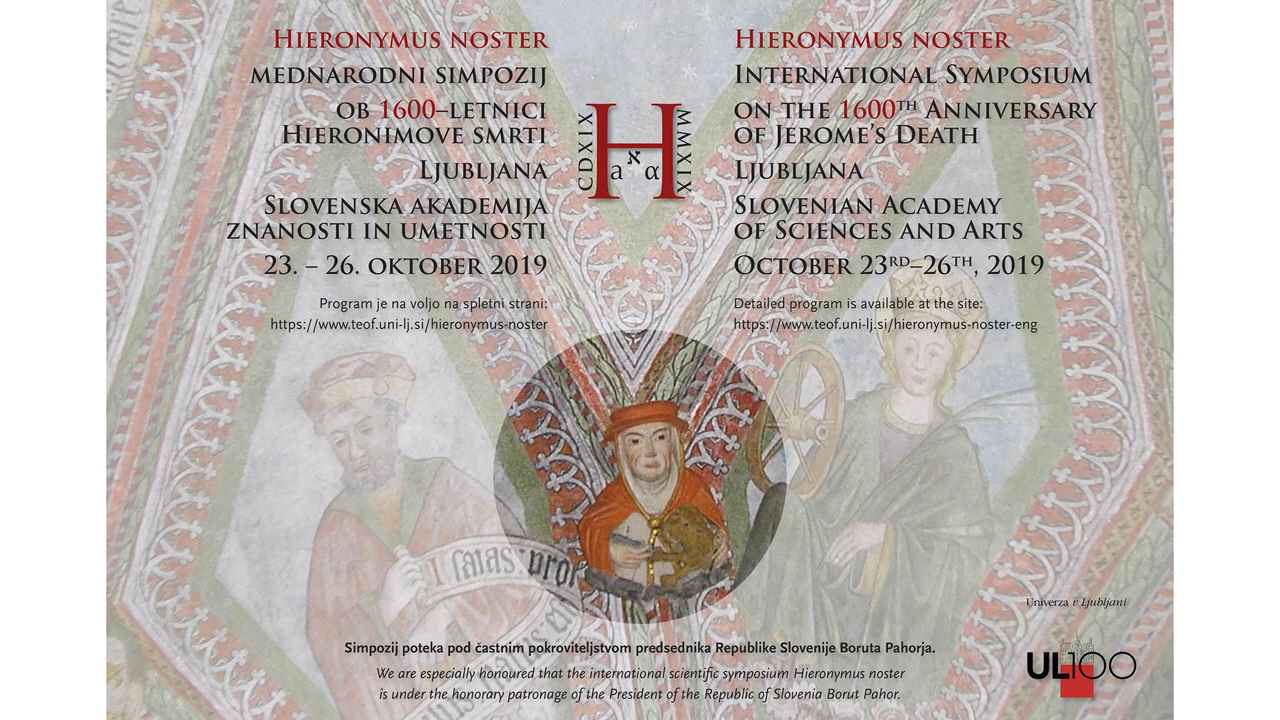 HIERONYMUS NOSTER
MEDNARODNI SIMPOZIJ
OB 1600–LETNICI
HIERONIMOVE SMRTI
LJUBLJANA
SLOVENSKA AKADEMIJA
ZNANOSTI IN UMETNOSTI
23. – 26. OKTOBER 2019
Program je na voljo na spletni strani:
https://www.teof.uni-lj.si/hieronymus-noster
CDXIX
H
MMXIX
a א α
HIERONYMUS NOSTER
INTERNATIONAL SYMPOSIUM
ON THE 1600TH ANNIVERSARY
OF JEROME'S DEATH
LJUBLJANA
SLOVENIAN ACADEMY
OF SCIENCES AND ARTS
OCTOBER 23RD–26TH, 2019
Detailed program is available at the site:
https://www.teof.uni-lj.si/hieronymus-noster-eng
Simpozij poteka pod častnim pokroviteljstvom predsednika Republike Slovenije Boruta Pahorja.
We are especially honoured that the international scientific symposium Hieronymus noster
is under the honorary patronage of the President of the Republic of Slovenia Borut Pahor.
Univerza v Ljubljani
UL100